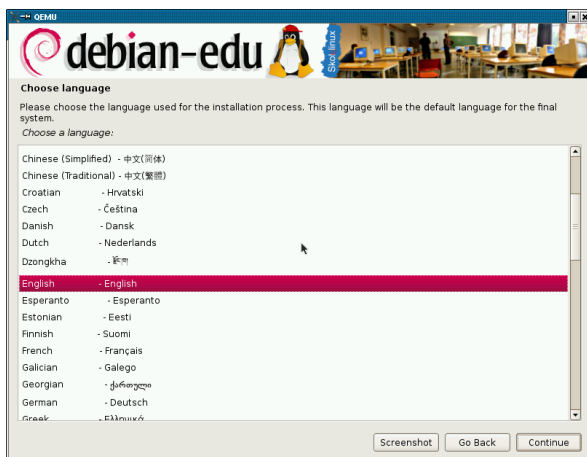 QEMU
debian-edu
Skolelinux
Choose language
Please choose the language used for the installation process. This language will be the default language for the final
system.
Choose a language:
Chinese (Simplified) - 中文(简体)
Chinese (Traditional) - 中文(繁體)
Croatian - Hrvatski
Czech - Čeština
Danish - Dansk
Dutch - Nederlands
Dzongkha - རྫོང་ཁ།
English - English
Esperanto - Esperanto
Estonian - Eesti
Finnish - Suomi
French - Français
Galician - Galego
Georgian - ქართული
German - Deutsch
Greek - Ελληνικά
Screenshot Go Back Continue